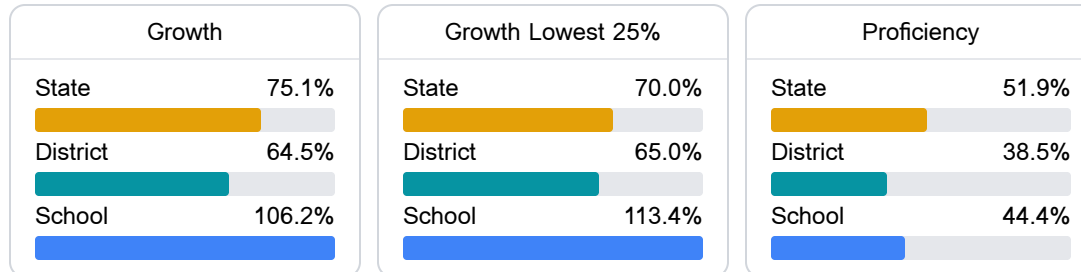 Growth
State 75.1%
District 64.5%
School 106.2%
Growth Lowest 25%
State 70.0%
District 65.0%
School 113.4%
Proficiency
State 51.9%
District 38.5%
School 44.4%